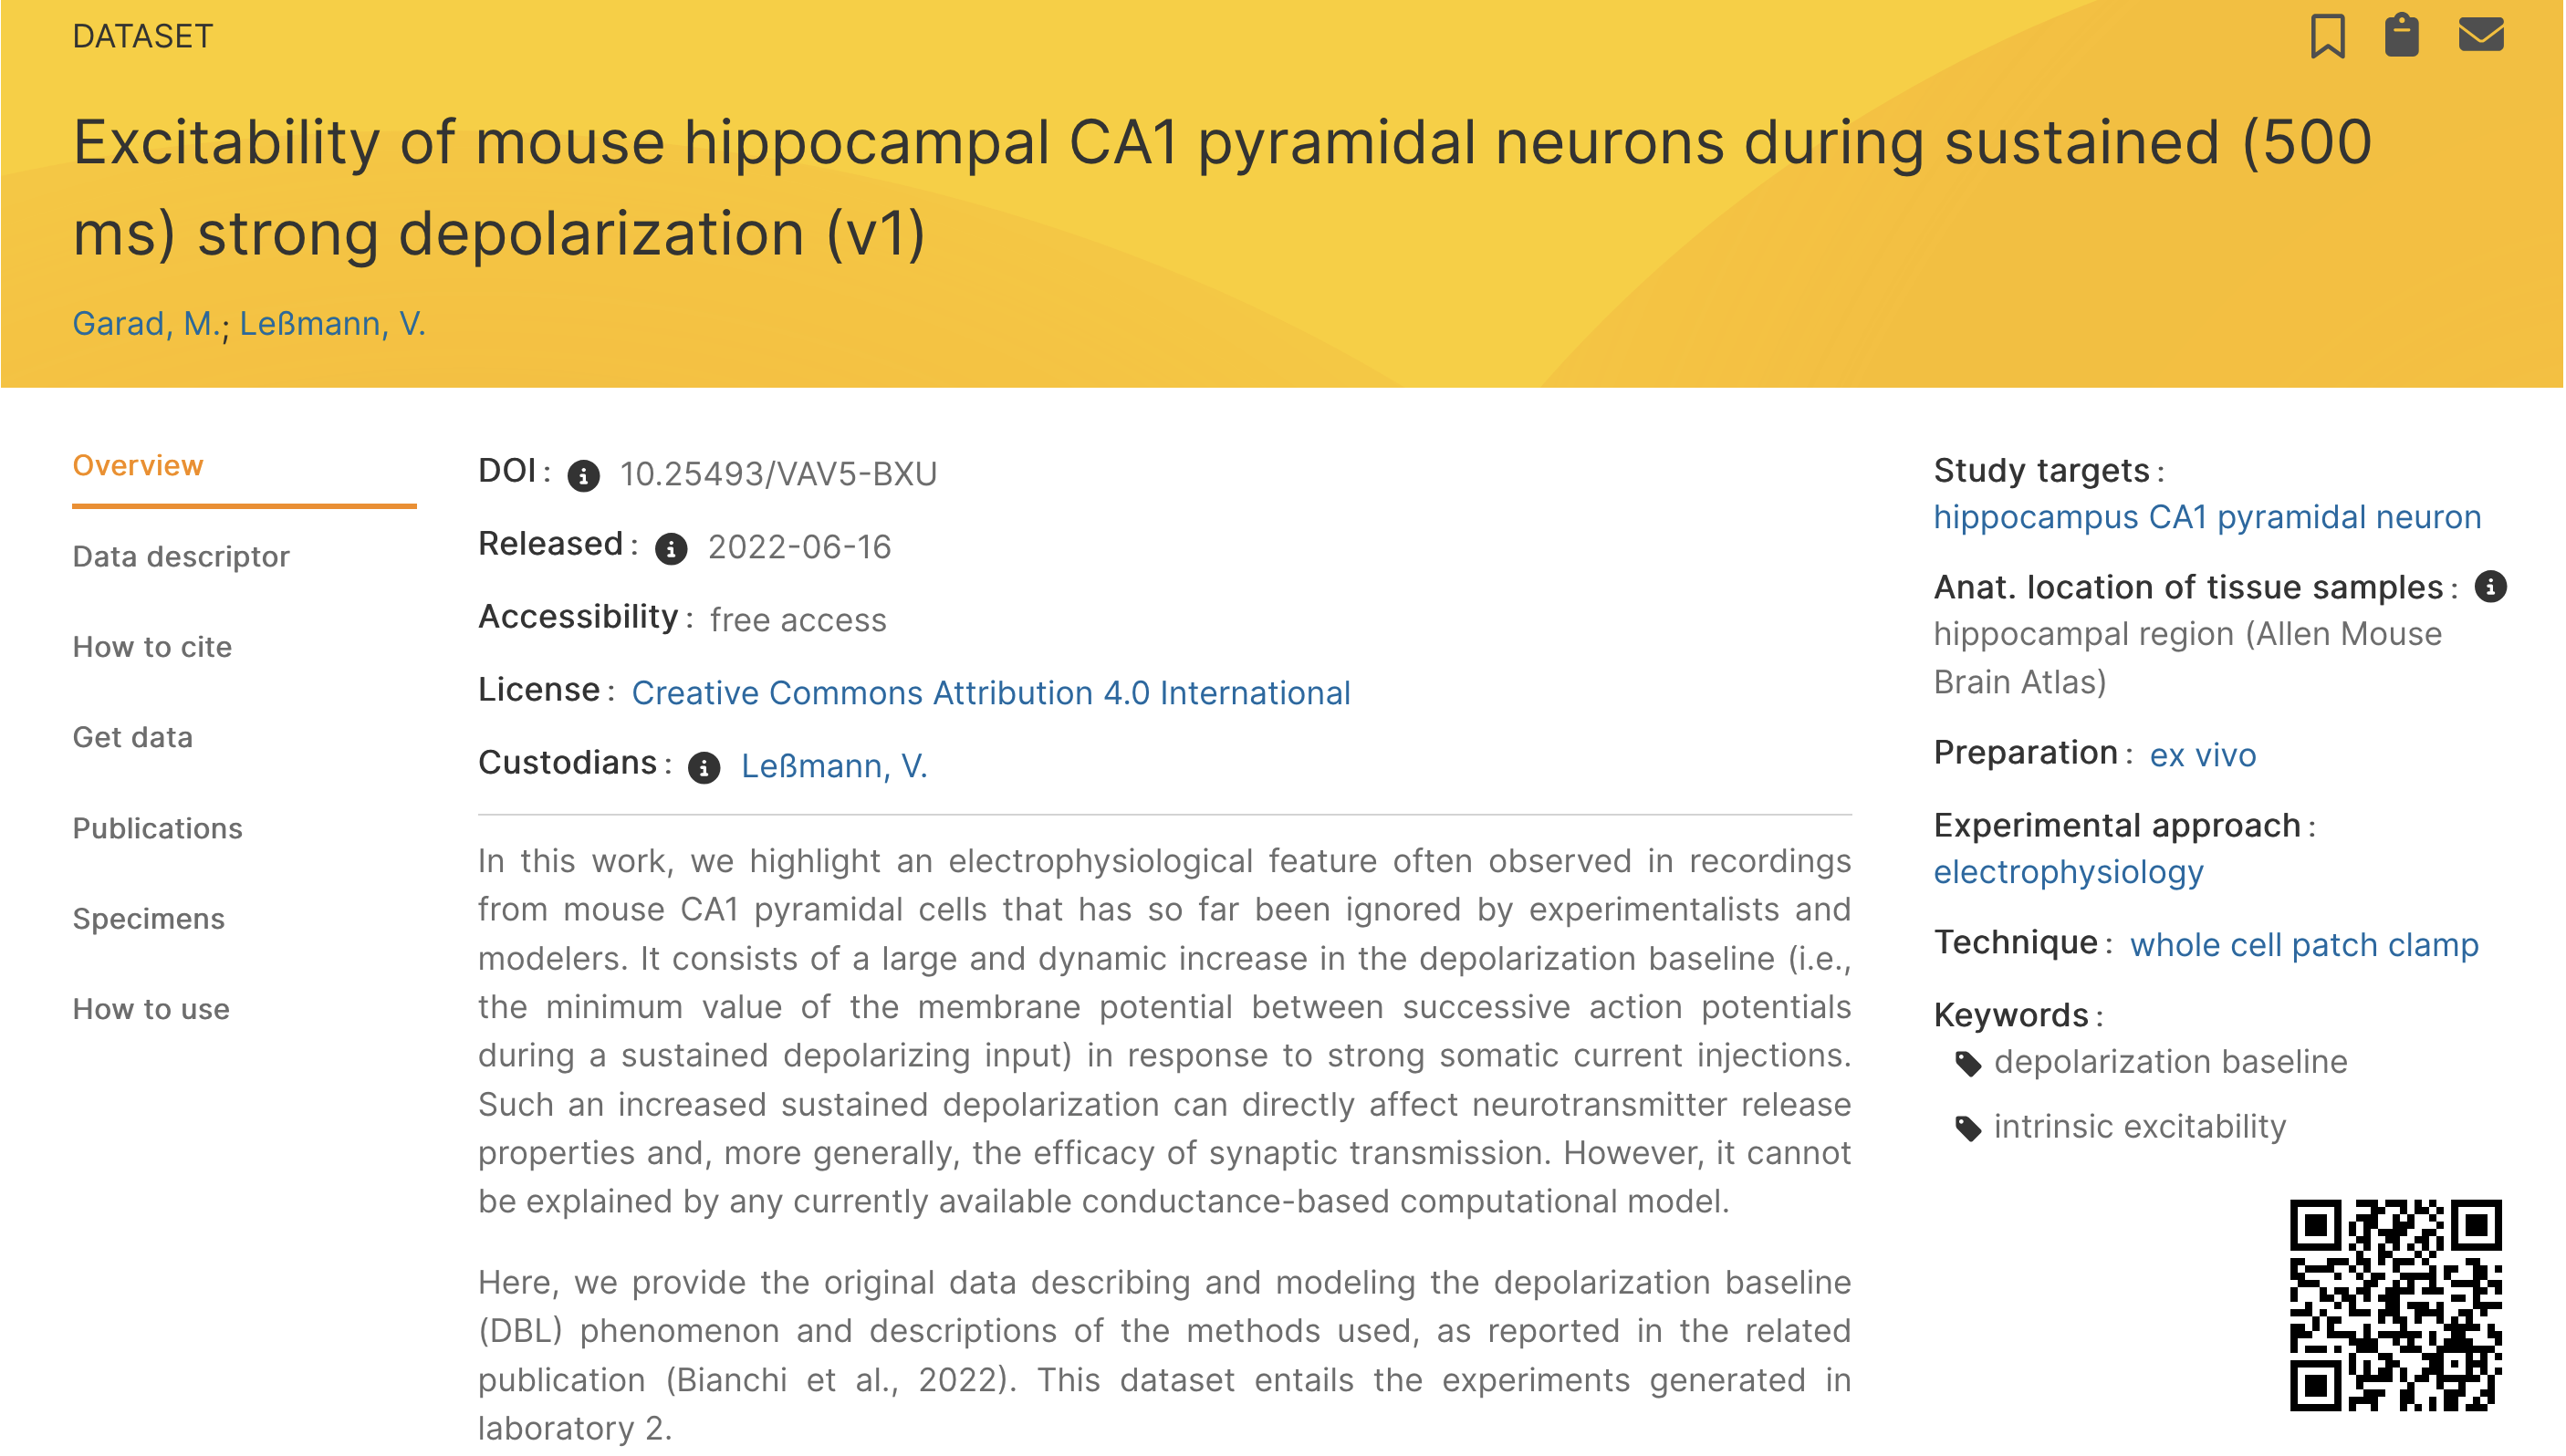 DATASET
Excitability of mouse hippocampal CA1 pyramidal neurons during sustained (500
ms) strong depolarization (v1)
Garad, M.; Leßmann, V.
Overview
Data descriptor
How to cite
Get data
Publications
Specimens
How to use
DOI: 10.25493/VAV5-BXU
Released: 2022-06-16
Accessibility: free access
License: Creative Commons Attribution 4.0 International
Custodians: Leßmann, V.
In this work, we highlight an electrophysiological feature often observed in recordings
from mouse CA1 pyramidal cells that has so far been ignored by experimentalists and
modelers. It consists of a large and dynamic increase in the depolarization baseline (i.e.,
the minimum value of the membrane potential between successive action potentials
during a sustained depolarizing input) in response to strong somatic current injections.
Such an increased sustained depolarization can directly affect neurotransmitter release
properties and, more generally, the efficacy of synaptic transmission. However, it cannot
be explained by any currently available conductance-based computational model.
Here, we provide the original data describing and modeling the depolarization baseline
(DBL) phenomenon and descriptions of the methods used, as reported in the related
publication (Bianchi et al., 2022). This dataset entails the experiments generated in
laboratory 2.
Study targets:
hippocampus CA1 pyramidal neuron
Anat. location of tissue samples:
hippocampal region (Allen Mouse
Brain Atlas)
Preparation: ex vivo
Experimental approach:
electrophysiology
Technique: whole cell patch clamp
Keywords:
depolarization baseline
intrinsic excitability